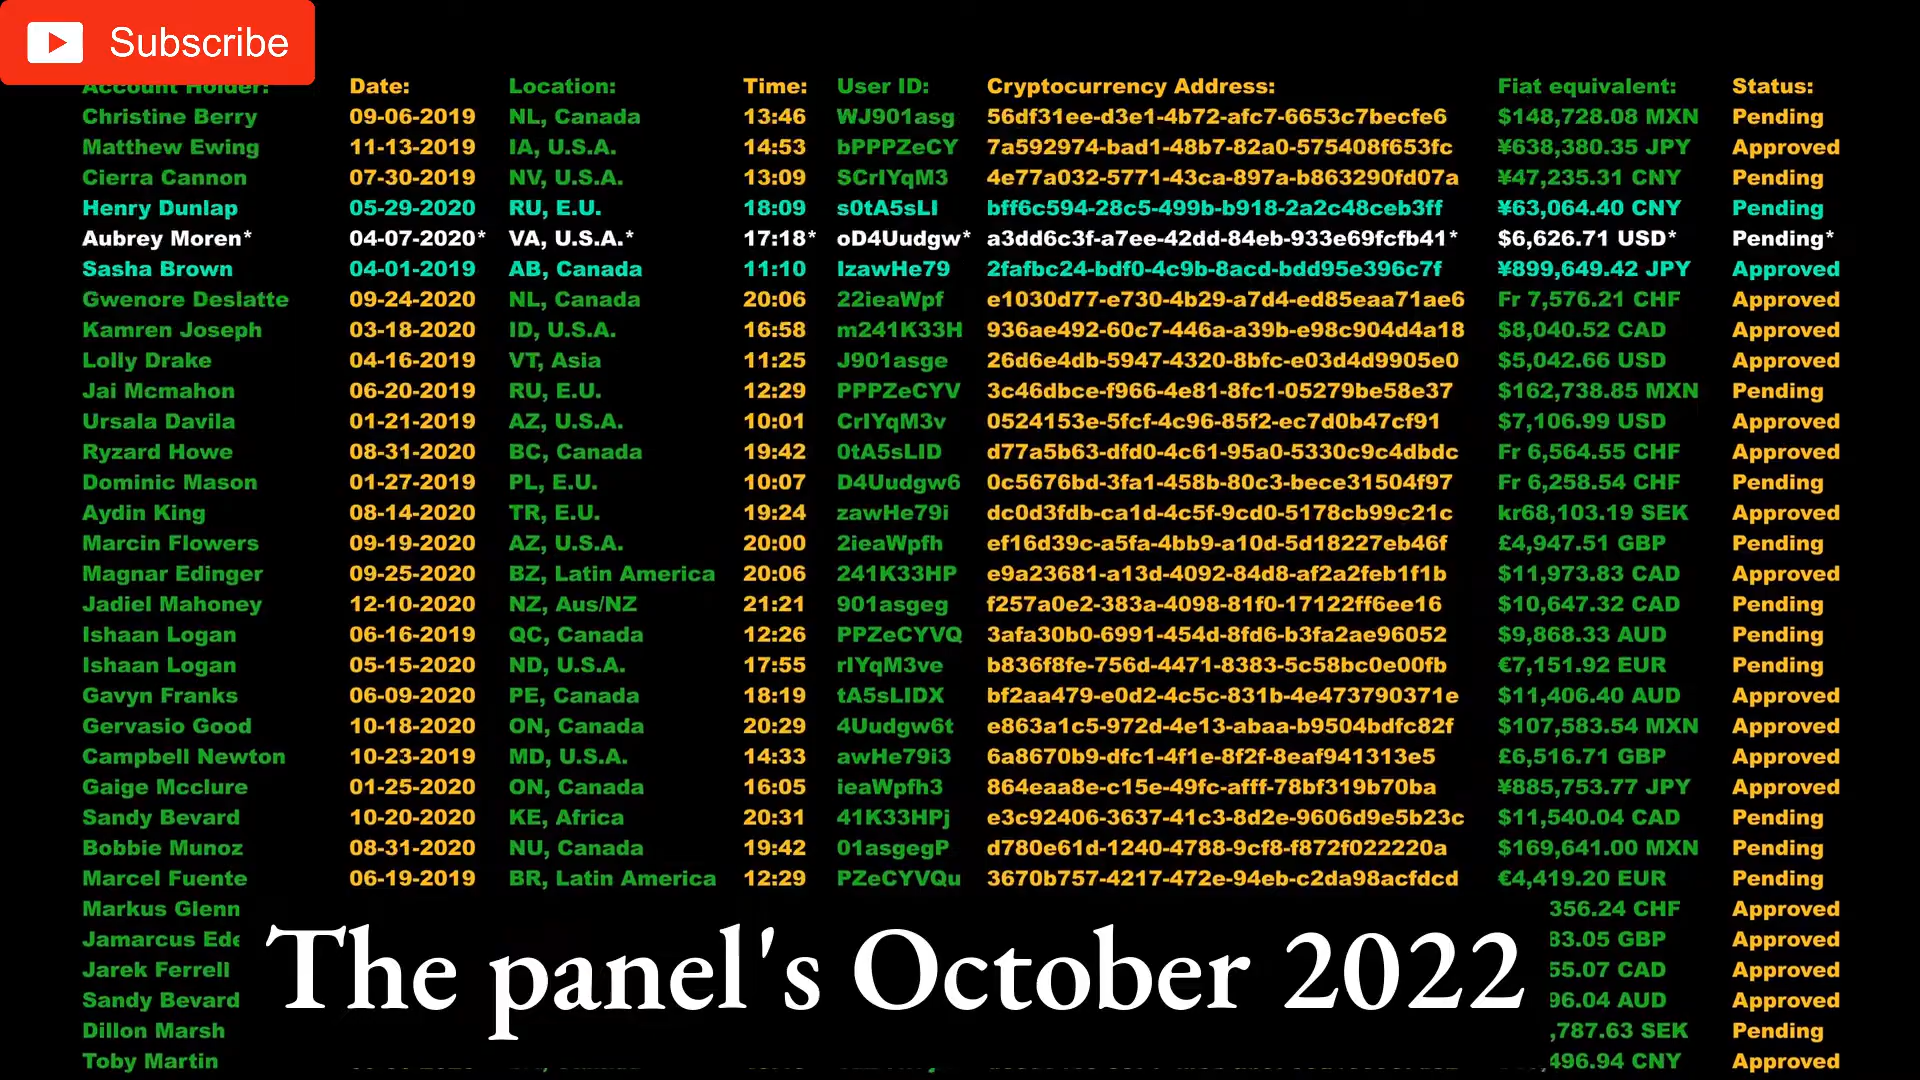 Subscribe
Account Holder: Date: Location: Time: User ID: Cryptocurrency Address: Fiat equivalent: Status:
Christine Berry 09-06-2019 NL, Canada 13:46 WJ901asg 56df31ee-d3e1-4b72-afc7-6653c7becfe6 $148,728.08 MXN Pending
Matthew Ewing 11-13-2019 IA, U.S.A. 14:53 bPPPZeCY 7a592974-bad1-48b7-82a0-575408f653fc ¥638,380.35 JPY Approved
Cierra Cannon 07-30-2019 NV, U.S.A. 13:09 SCrIYqM3 4e77a032-5771-43ca-897a-b863290fd07a ¥47,235.31 CNY Pending
Henry Dunlap 05-29-2020 RU, E.U. 18:09 s0tA5sLI bff6c594-28c5-499b-b918-2a2c48ceb3ff ¥63,064.40 CNY Pending
Aubrey Moren* 04-07-2020* VA, U.S.A.* 17:18* oD4Uudgw* a3dd6c3f-a7ee-42dd-84eb-933e69fcfb41* $6,626.71 USD* Pending*
Sasha Brown 04-01-2019 AB, Canada 11:10 IzawHe79 2fafbc24-bdf0-4c9b-8acd-bdd95e396c7f ¥899,649.42 JPY Approved
Gwenore Deslatte 09-24-2020 NL, Canada 20:06 22ieaWpf e1030d77-e730-4b29-a7d4-ed85eaa71ae6 Fr 7,576.21 CHF Approved
Kamren Joseph 03-18-2020 ID, U.S.A. 16:58 m241K33H 936ae492-60c7-446a-a39b-e98c904d4a18 $8,040.52 CAD Approved
Lolly Drake 04-16-2019 VT, Asia 11:25 J901asge 26d6e4db-5947-4320-8bfc-e03d4d9905e0 $5,042.66 USD Approved
Jai Mcmahon 06-20-2019 RU, E.U. 12:29 PPPZeCYV 3c46dbce-f966-4e81-8fc1-05279be58e37 $162,738.85 MXN Pending
Ursala Davila 01-21-2019 AZ, U.S.A. 10:01 CrIYqM3v 0524153e-5fcf-4c96-85f2-ec7d0b47cf91 $7,106.99 USD Approved
Ryzard Howe 08-31-2020 BC, Canada 19:42 0tA5sLID d77a5b63-dfd0-4c61-95a0-5330c9c4dbdc Fr 6,564.55 CHF Approved
Dominic Mason 01-27-2019 PL, E.U. 10:07 D4Uudgw6 0c5676bd-3fa1-458b-80c3-bece31504f97 Fr 6,258.54 CHF Pending
Aydin King 08-14-2020 TR, E.U. 19:24 zawHe79i dc0d3fdb-ca1d-4c5f-9cd0-5178cb99c21c kr68,103.19 SEK Approved
Marcin Flowers 09-19-2020 AZ, U.S.A. 20:00 2ieaWpfh ef16d39c-a5fa-4bb9-a10d-5d18227eb46f £4,947.51 GBP Pending
Magnar Edinger 09-25-2020 BZ, Latin America 20:06 241K33HP e9a23681-a13d-4092-84d8-af2a2feb1f1b $11,973.83 CAD Approved
Jadiel Mahoney 12-10-2020 NZ, Aus/NZ 21:21 901asgeg f257a0e2-383a-4098-81f0-17122ff6ee16 $10,647.32 CAD Pending
Ishaan Logan 06-16-2019 QC, Canada 12:26 PPZeCYVQ 3afa30b0-6991-454d-8fd6-b3fa2ae96052 $9,868.33 AUD Pending
Ishaan Logan 05-15-2020 ND, U.S.A. 17:55 rIYqM3ve b836f8fe-756d-4471-8383-5c58bc0e00fb €7,151.92 EUR Pending
Gavyn Franks 06-09-2020 PE, Canada 18:19 tA5sLIDX bf2aa479-e0d2-4c5c-831b-4e473790371e $11,406.40 AUD Approved
Gervasio Good 10-18-2020 ON, Canada 20:29 4Uudgw6t e863a1c5-972d-4e13-abaa-b9504bdfc82f $107,583.54 MXN Approved
Campbell Newton 10-23-2019 MD, U.S.A. 14:33 awHe79i3 6a8670b9-dfc1-4f1e-8f2f-8eaf941313e5 £6,516.71 GBP Approved
Gaige Mcclure 01-25-2020 ON, Canada 16:05 ieaWpfh3 864eaa8e-c15e-49fc-afff-78bf319b70ba ¥885,753.77 JPY Approved
Sandy Bevard 10-20-2020 KE, Africa 20:31 41K33HPj e3c92406-3637-41c3-8d2e-9606d9e5b23c $11,540.04 CAD Pending
Bobbie Munoz 08-31-2020 NU, Canada 19:42 01asgegP d780e61d-1240-4788-9cf8-f872f022220a $169,641.00 MXN Pending
Marcel Fuente 06-19-2019 BR, Latin America 12:29 PZeCYVQu 3670b757-4217-472e-94eb-c2da98acfdcd €4,419.20 EUR Pending
Markus Glenn 356.24 CHF Approved
Jamarcus Ede 83.05 GBP Approved
Jarek Ferrell 55.07 CAD Approved
Sandy Bevard 96.04 AUD Approved
Dillon Marsh ,787.63 SEK Pending
Toby Martin ,496.94 CNY Approved
The panel's October 2022